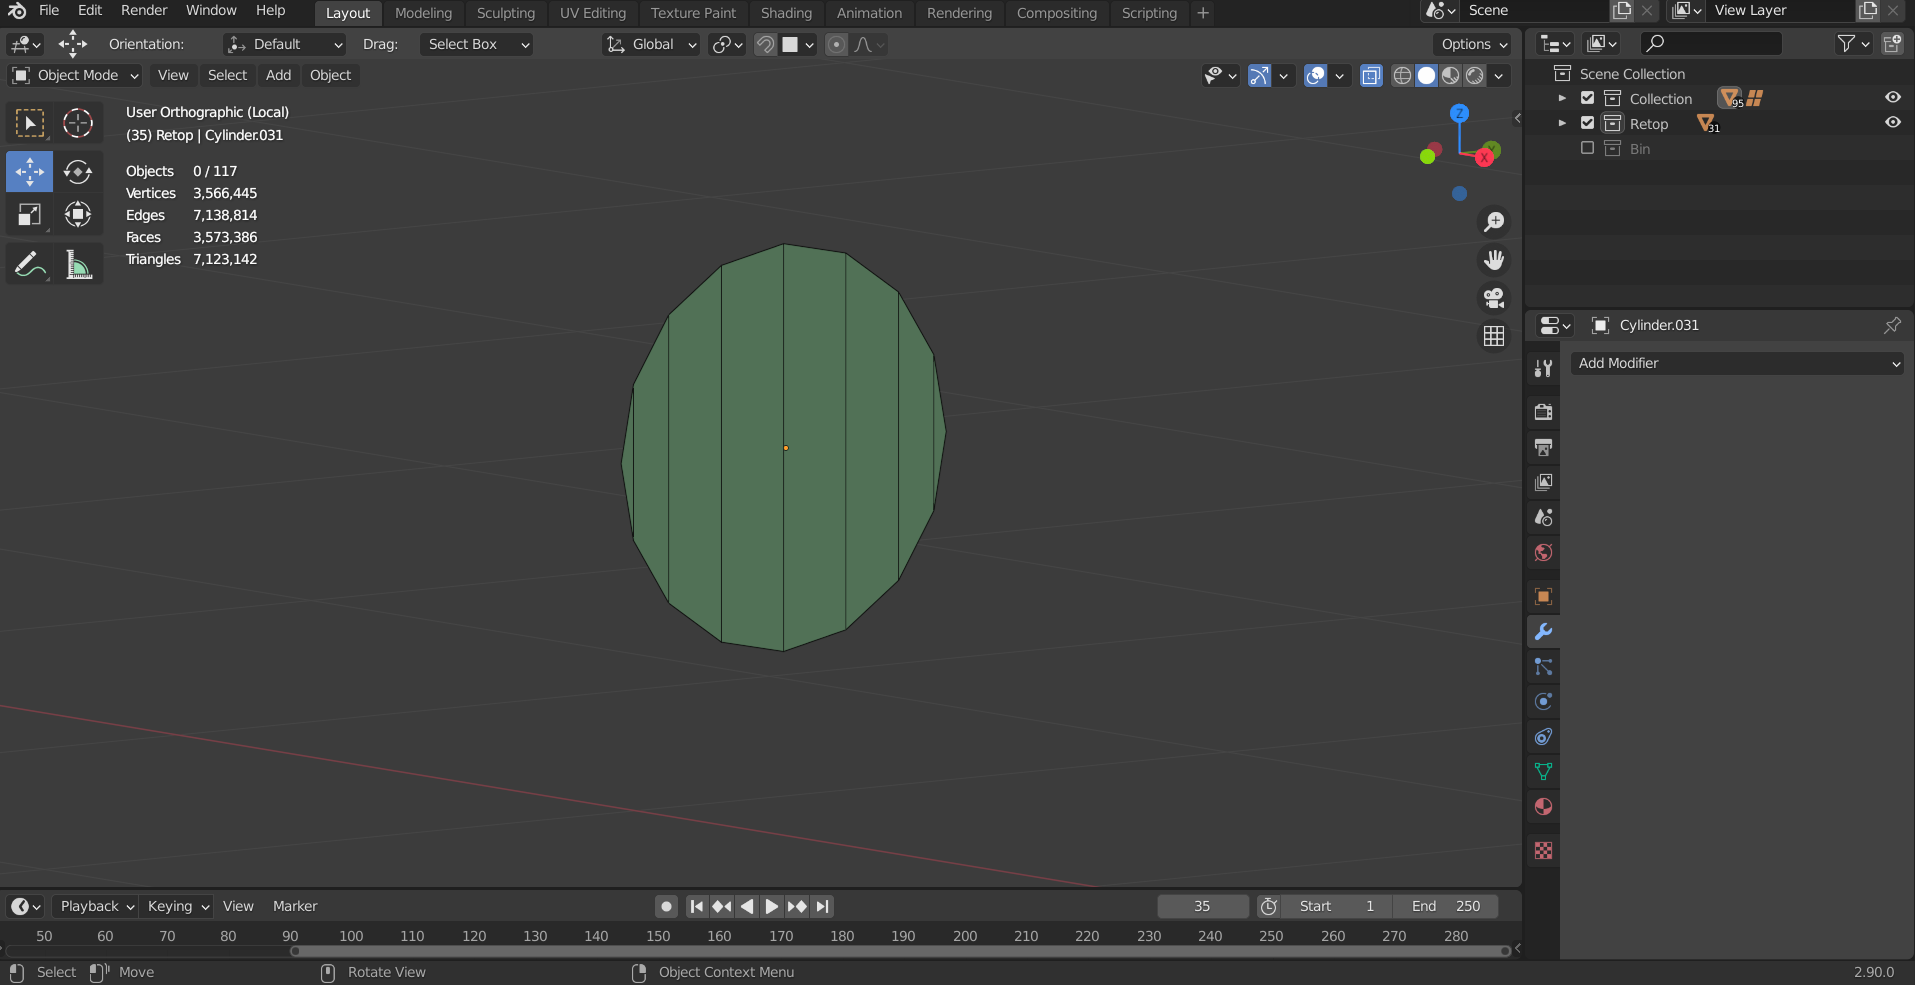 File Edit Render Window Help Layout Modeling Sculpting UV Editing Texture Paint Shading Animation Rendering Compositing Scripting + Scene View Layer
Orientation: Default Drag: Select Box Global Options
Object Mode View Select Add Object
User Orthographic (Local)
(35) Retop | Cylinder.031
Objects 0 / 117
Vertices 3,566,445
Edges 7,138,814
Faces 3,573,386
Triangles 7,123,142
Z
Y
X
Scene Collection
Collection 95
Retop 31
Bin
Cylinder.031
Add Modifier
Playback Keying View Marker 35 Start 1 End 250
50 60 70 80 90 100 110 120 130 140 150 160 170 180 190 200 210 220 230 240 250 260 270 280
Select Move Rotate View Object Context Menu 2.90.0